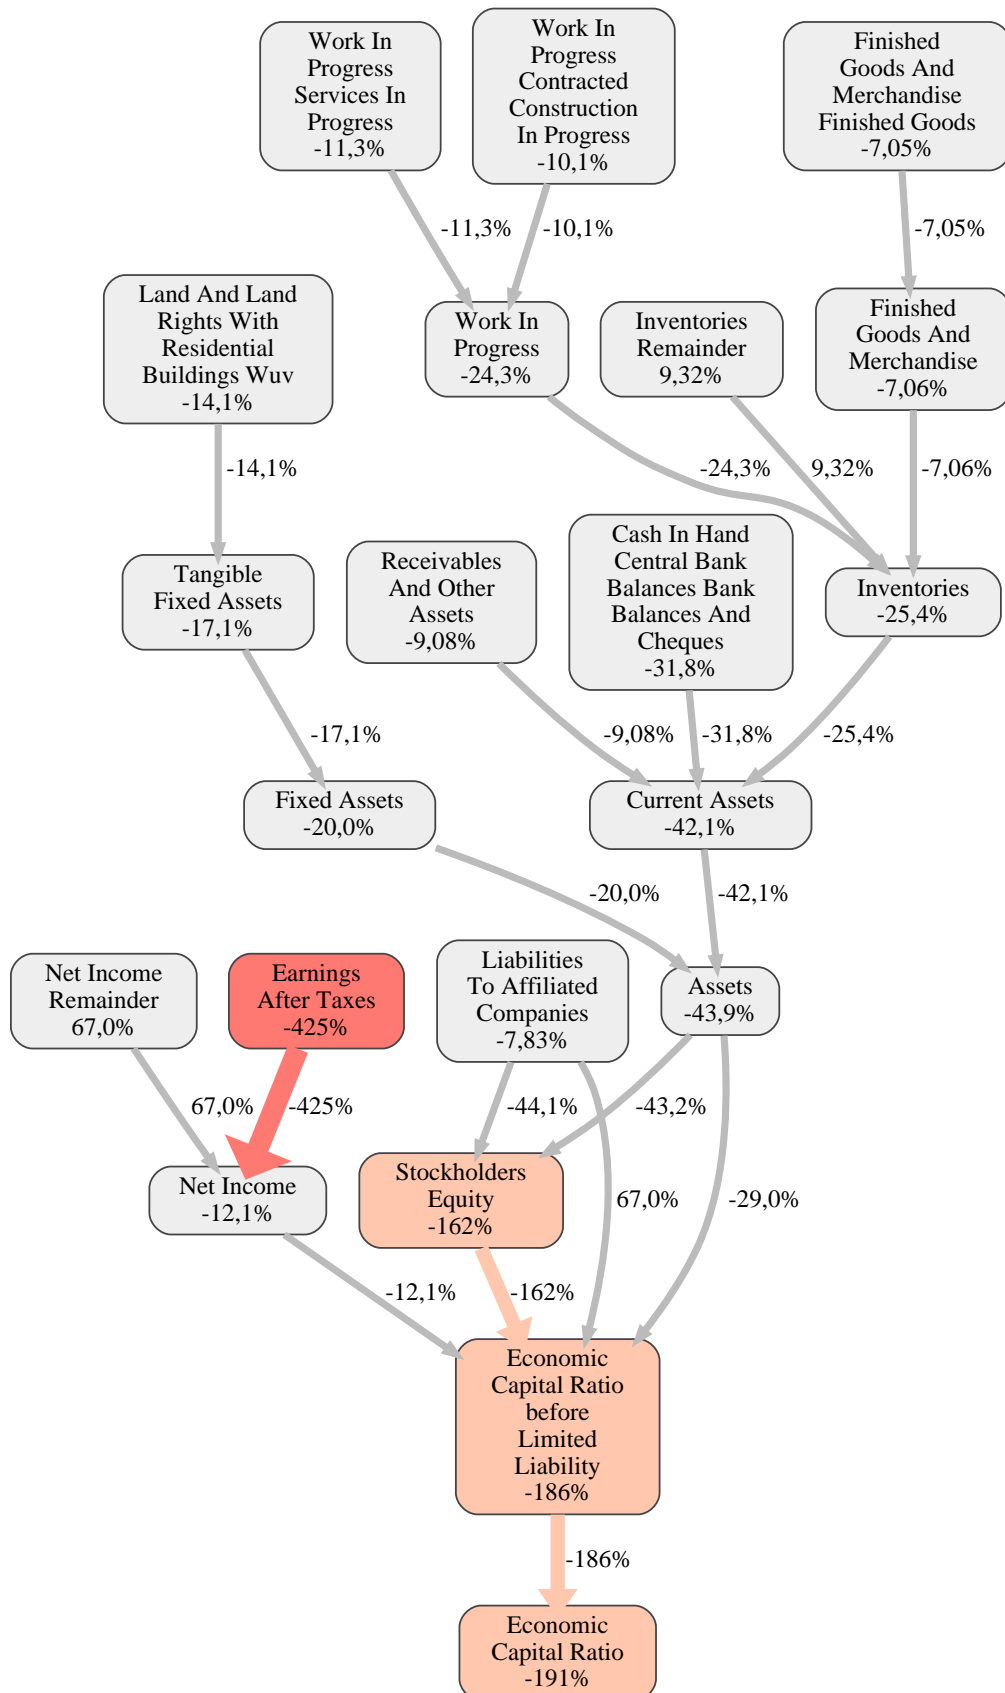 Work In
Progress
Services In
Progress
-11,3%
Work In
Progress
Contracted
Construction
In Progress
-10,1%
Finished
Goods And
Merchandise
Finished Goods
-7,05%
-11,3%
-10,1%
-7,05%
Land And Land
Rights With
Residential
Buildings Wuv
-14,1%
Work In
Progress
-24,3%
Inventories
Remainder
9,32%
Finished
Goods And
Merchandise
-7,06%
-14,1%
-24,3%
9,32%
-7,06%
Tangible
Fixed Assets
-17,1%
Receivables
And Other
Assets
-9,08%
Cash In Hand
Central Bank
Balances Bank
Balances And
Cheques
-31,8%
Inventories
-25,4%
-17,1%
-9,08%
-31,8%
-25,4%
Fixed Assets
-20,0%
Current Assets
-42,1%
-20,0%
-42,1%
Net Income
Remainder
67,0%
Earnings
After Taxes
-425%
Liabilities
To Affiliated
Companies
-7,83%
Assets
-43,9%
67,0%
-425%
-44,1%
-43,2%
Net Income
-12,1%
Stockholders
Equity
-162%
67,0%
-29,0%
-12,1%
-162%
Economic
Capital Ratio
before
Limited
Liability
-186%
-186%
Economic
Capital Ratio
-191%